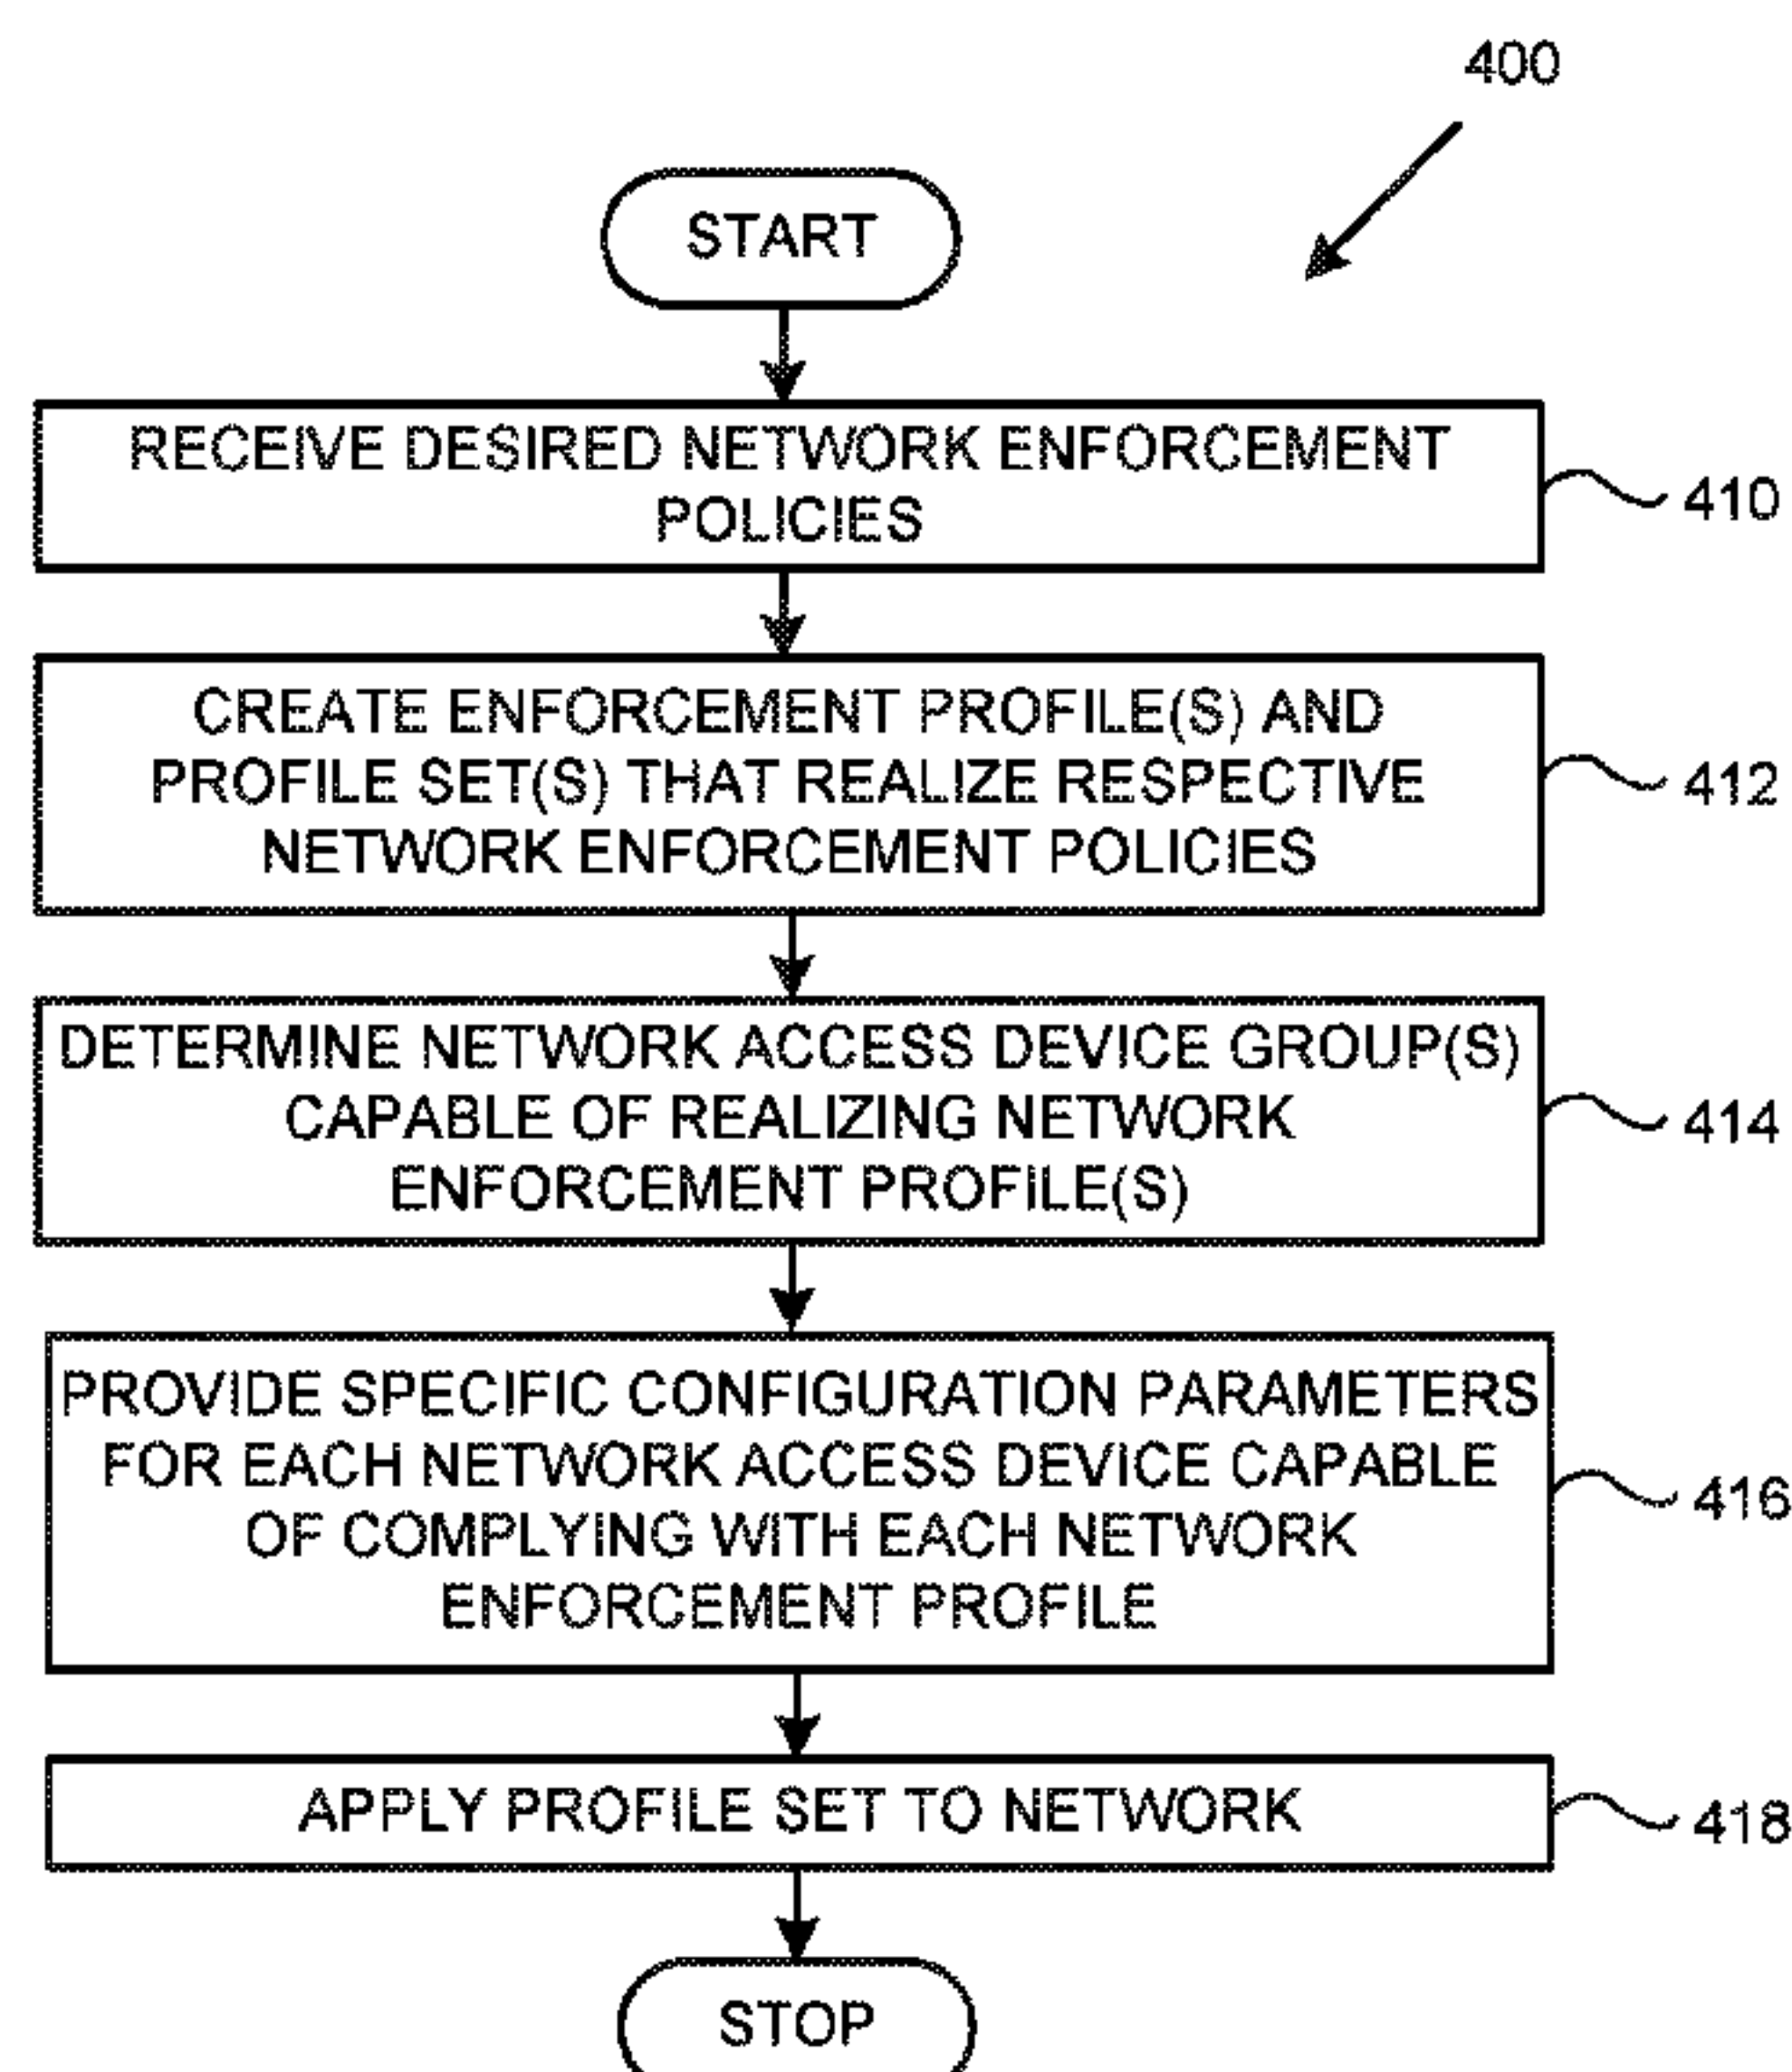 400
START
RECEIVE DESIRED NETWORK ENFORCEMENT
POLICIES
410
CREATE ENFORCEMENT PROFILE(S) AND
PROFILE SET(S) THAT REALIZE RESPECTIVE
NETWORK ENFORCEMENT POLICIES
412
DETERMINE NETWORK ACCESS DEVICE GROUP(S)
CAPABLE OF REALIZING NETWORK
ENFORCEMENT PROFILE(S)
414
PROVIDE SPECIFIC CONFIGURATION PARAMETERS
FOR EACH NETWORK ACCESS DEVICE CAPABLE
OF COMPLYING WITH EACH NETWORK
ENFORCEMENT PROFILE
416
APPLY PROFILE SET TO NETWORK
418
STOP